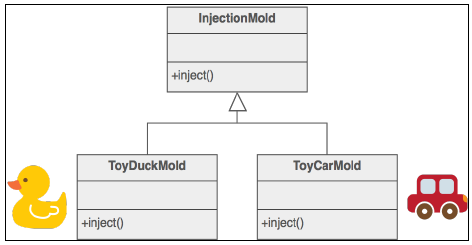 InjectionMold
+inject()
ToyDuckMold
ToyCarMold
+inject()
+inject()